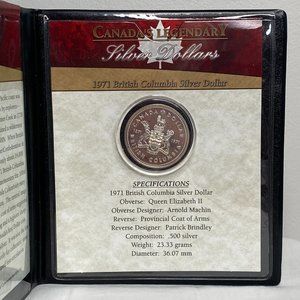 CANADA'S LEGENDARY
Silver Dollars
1971 British Columbia Silver Dollar
CANADA DOLLAR
SPECIFICATIONS
1971 British Columbia Silver Dollar
Obverse: Queen Elizabeth II
Obverse Designer: Arnold Machin
Reverse: Provincial Coat of Arms
Reverse Designer: Patrick Brindley
Composition: .500 silver
Weight: 23.33 grams
Diameter: 36.07 mm